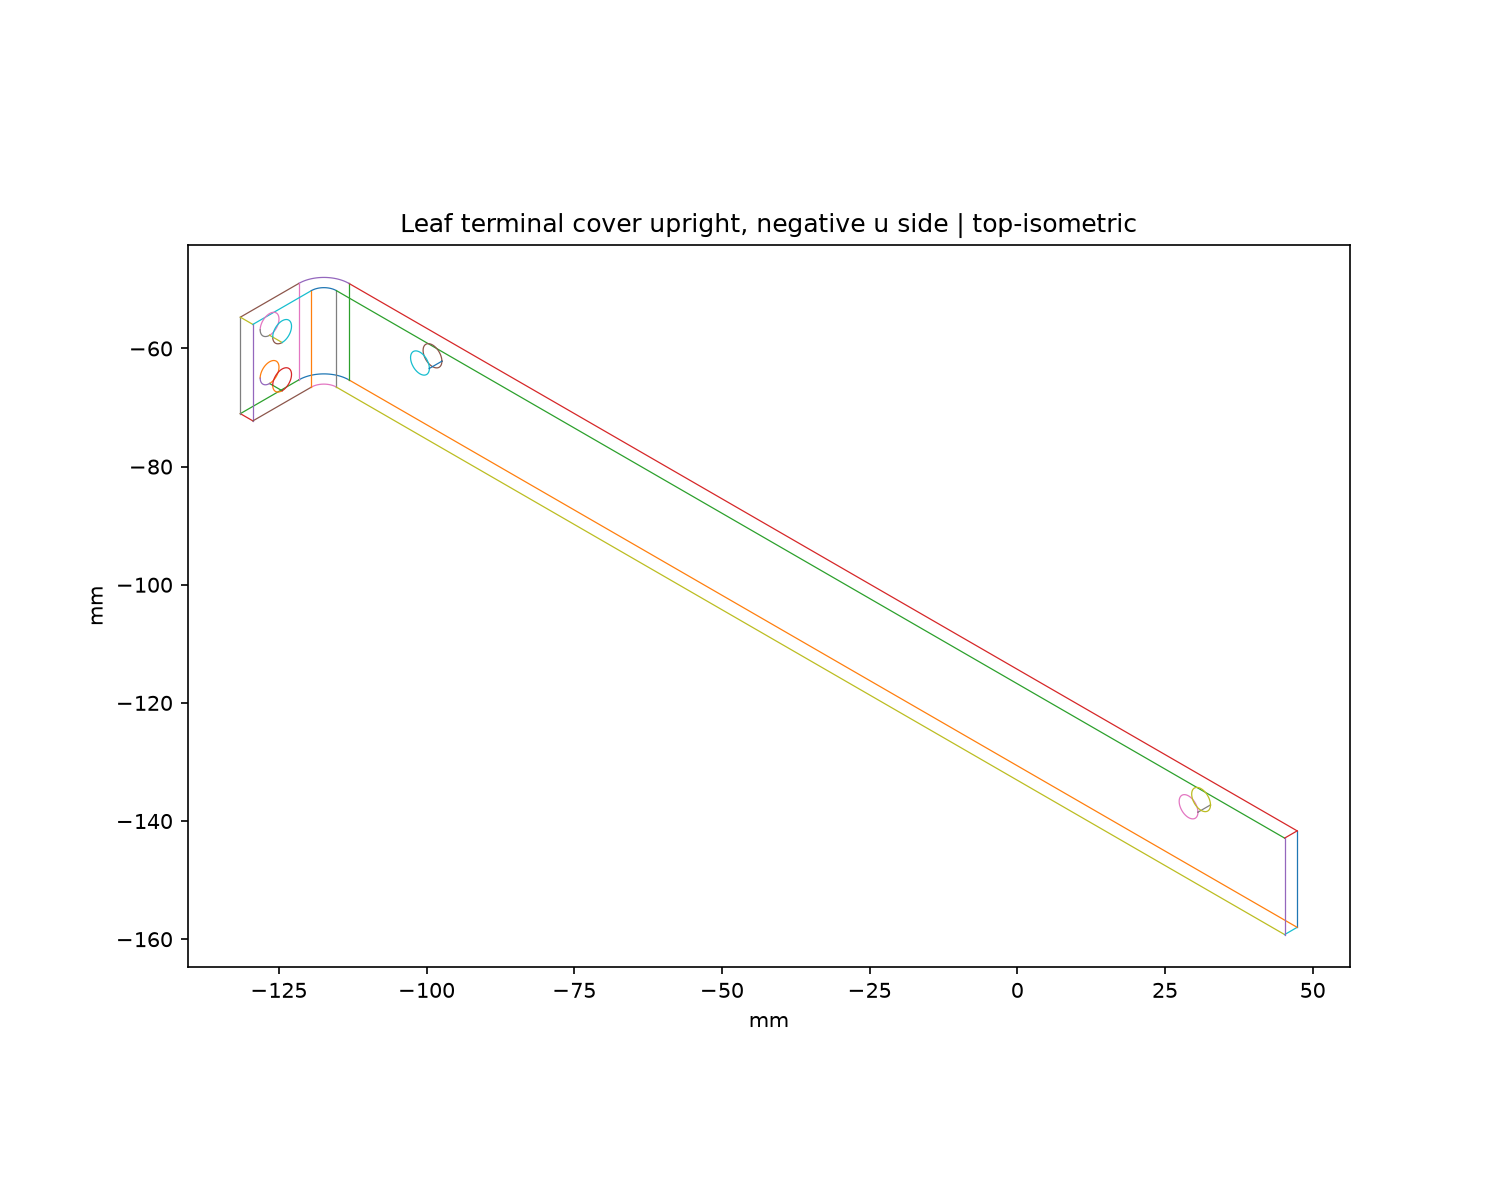 Leaf terminal cover upright, negative u side | top-isometric
−60
−80
−100
−120
−140
−160
mm
−125 −100 −75 −50 −25 0 25 50
mm